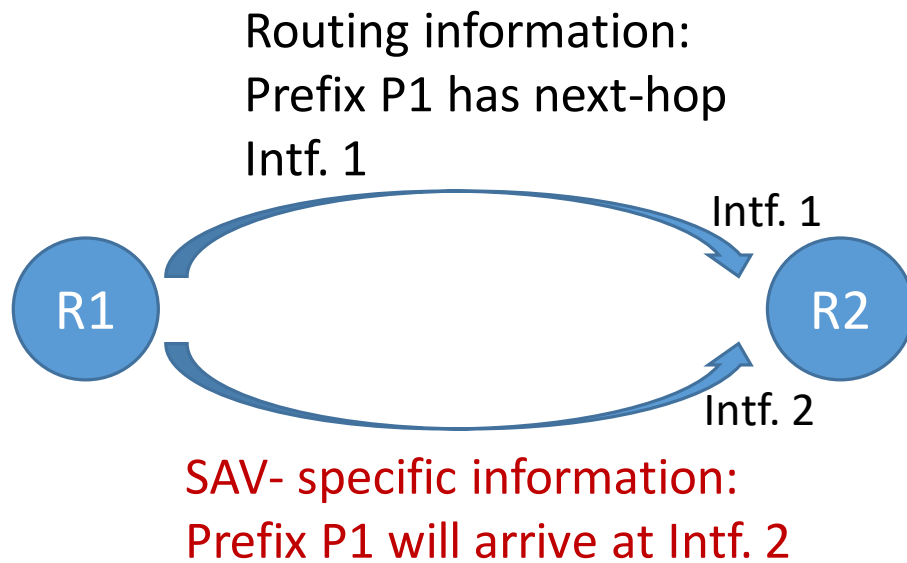 Routing information:
Prefix P1 has next-hop
Intf. 1
Intf. 1
R1
R2
Intf. 2
SAV- specific information:
Prefix P1 will arrive at Intf. 2